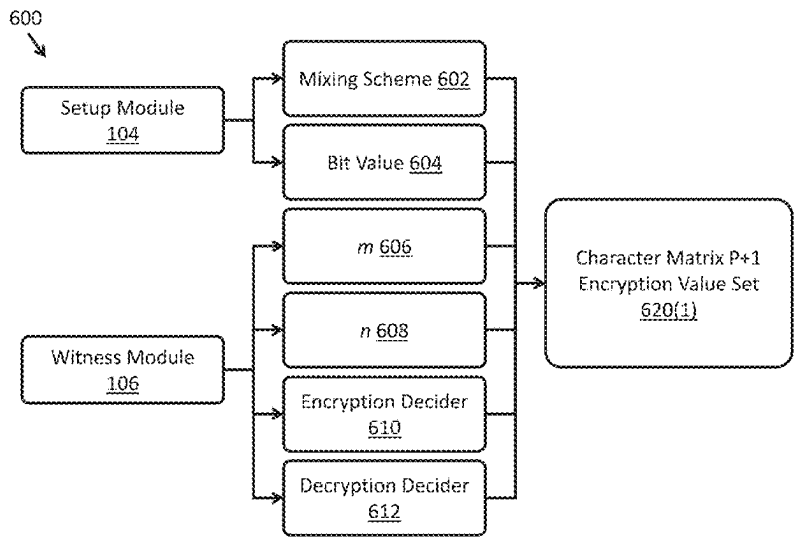 600
Setup Module
104
Mixing Scheme 602
Bit Value 604
m 606
n 608
Witness Module
106
Encryption Decider
610
Decryption Decider
612
Character Matrix P+1
Encryption Value Set
620(1)